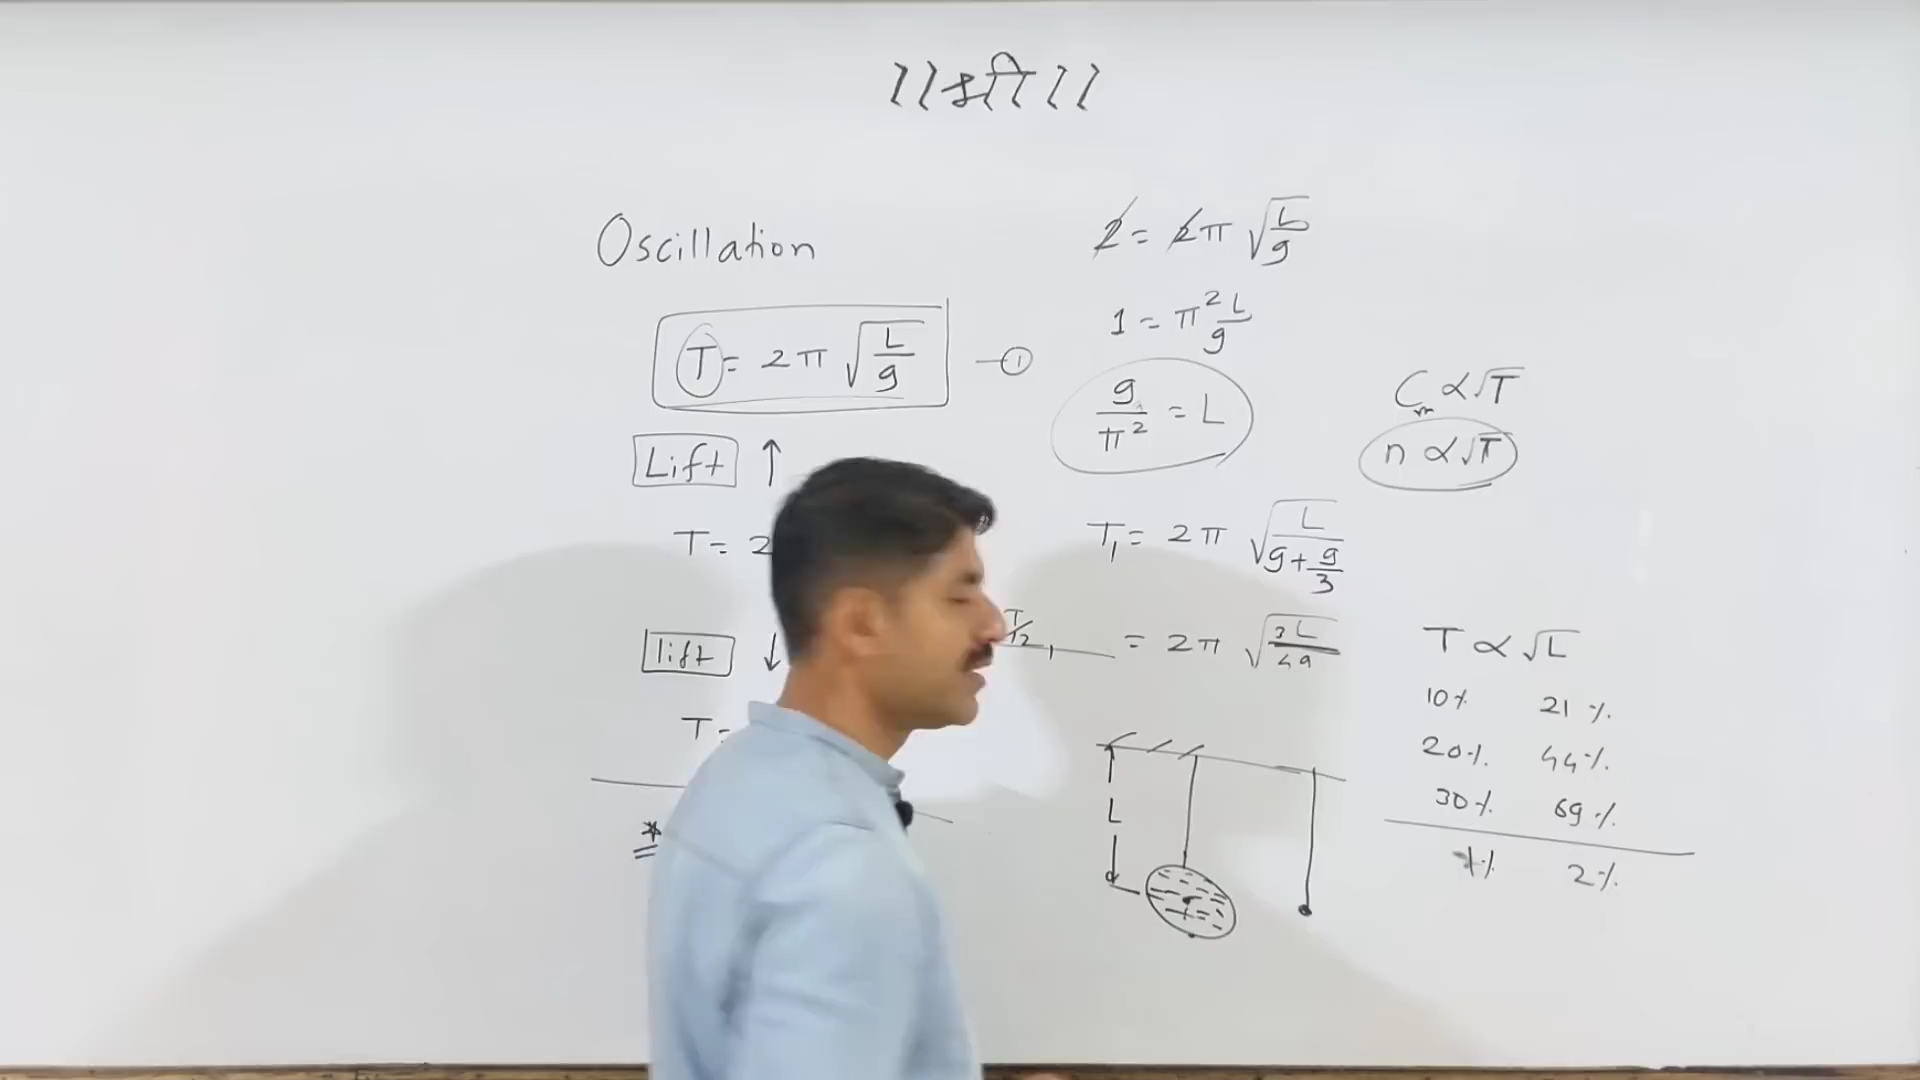 ।।श्री।।
Oscillation
T = 2π √(L/g) —①
Lift ↑
T = 2
lift ↓
T =
*
2 = 2π √(L/g)
1 = π² L/g
g/π² = L
T₁ = 2π √(L/(g+g/3))
= 2π √(3L/4g)
L
C ∝ √T
n ∝ √T
T ∝ √L
10% 21%
20% 44%
30% 69%
1% 2%